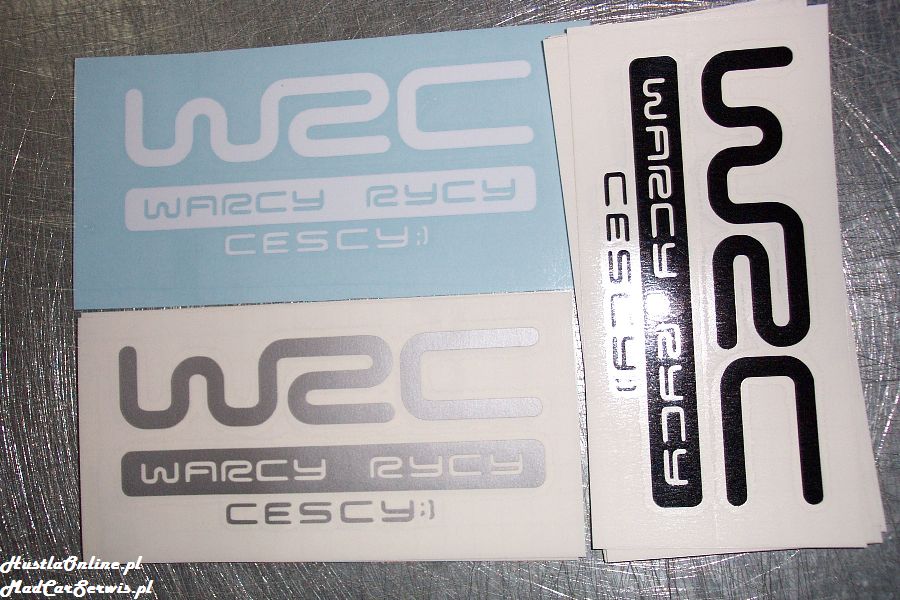 WRC
WARCY RYCY
CESCY;)
WRC
WARCY RYCY
CESCY;)
WRC
WARCY RYCY
CESCY;)
HustlaOnline.pl
MadCarSerwis.pl